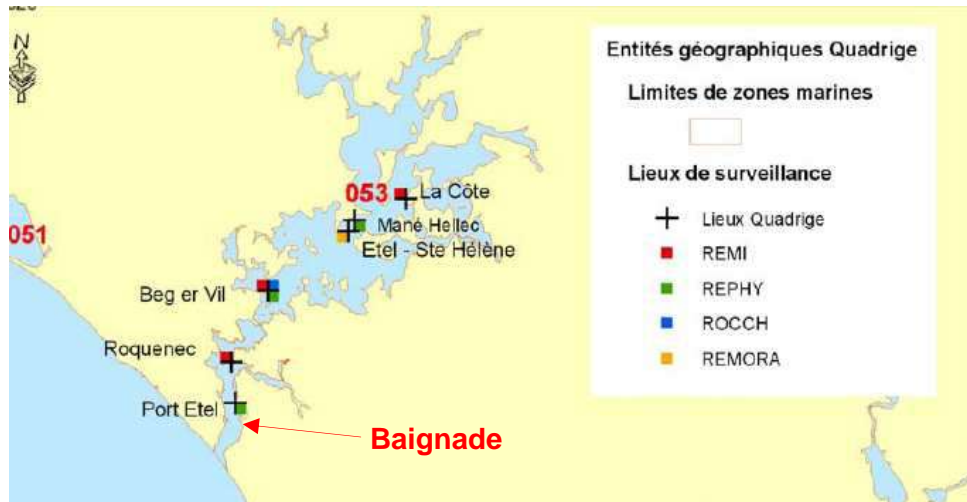 N
Entités géographiques Quadrige
Limites de zones marines
Lieux de surveillance
Lieux Quadrige
REMI
REPHY
ROCCH
REMORA
053
La Côte
Mané Hellec
051
Etel - Ste Hélène
Beg er Vil
Roquenec
Port Etel
Baignade